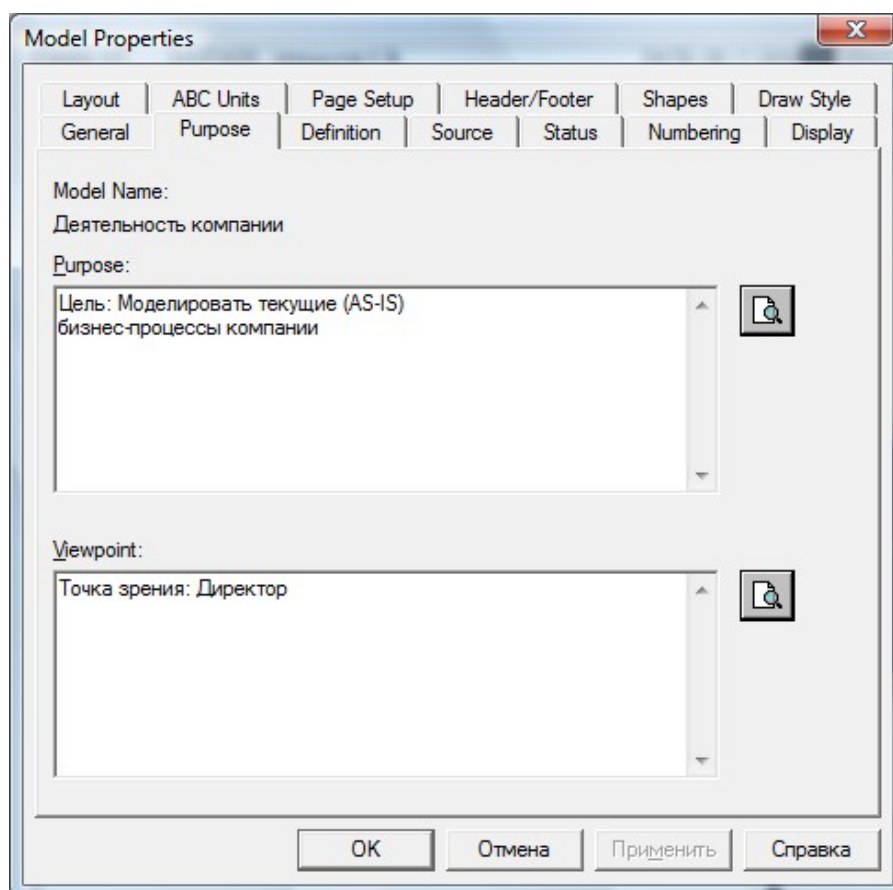 Model Properties
Layout ABC Units Page Setup Header/Footer Shapes Draw Style
General Purpose Definition Source Status Numbering Display
Model Name:
Деятельность компании
Purpose:
Цель: Моделировать текущие (AS-IS)
бизнес-процессы компании
Viewpoint:
Точка зрения: Директор
OK Отмена Применить Справка